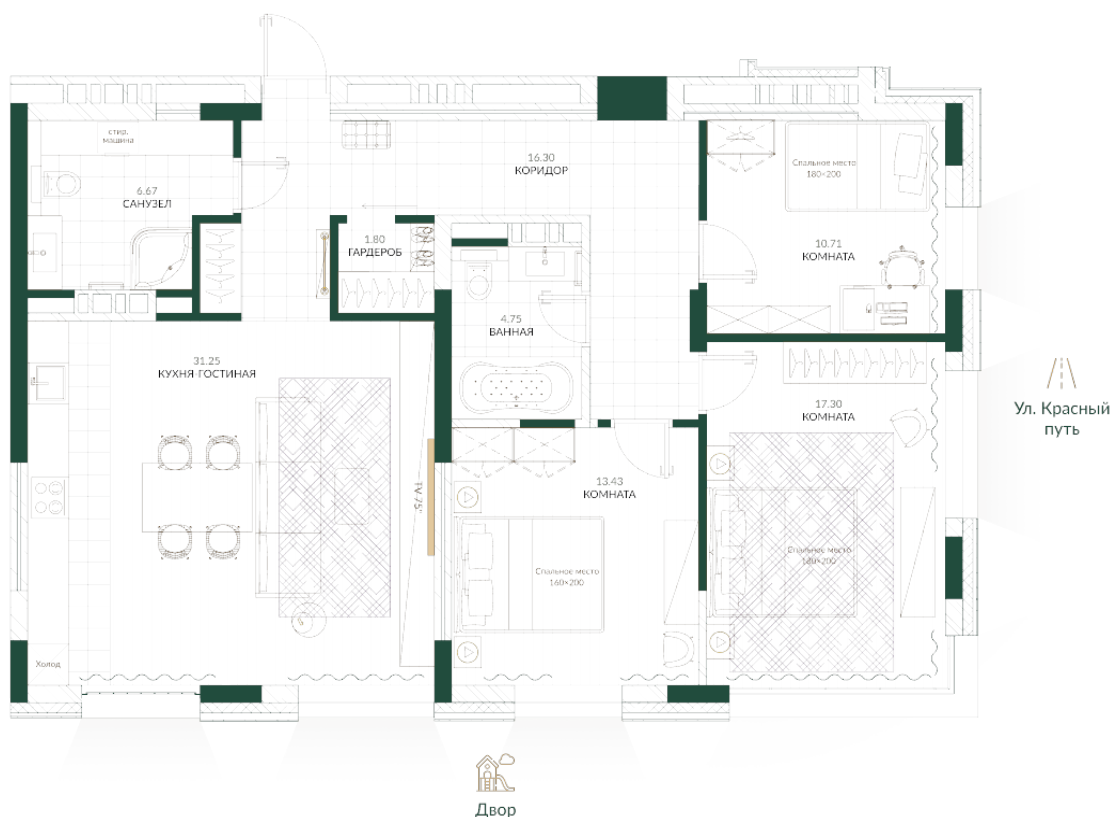 стир.
машина
6.67
САНУЗЕЛ
16.30
КОРИДОР
Спальное место
180×200
10.71
КОМНАТА
1.80
ГАРДЕРОБ
4.75
ВАННАЯ
31.25
КУХНЯ-ГОСТИНАЯ
17.30
КОМНАТА
Ул. Красный
путь
TV 75"
13.43
КОМНАТА
Спальное место
160×200
Спальное место
180×200
Холод
Двор